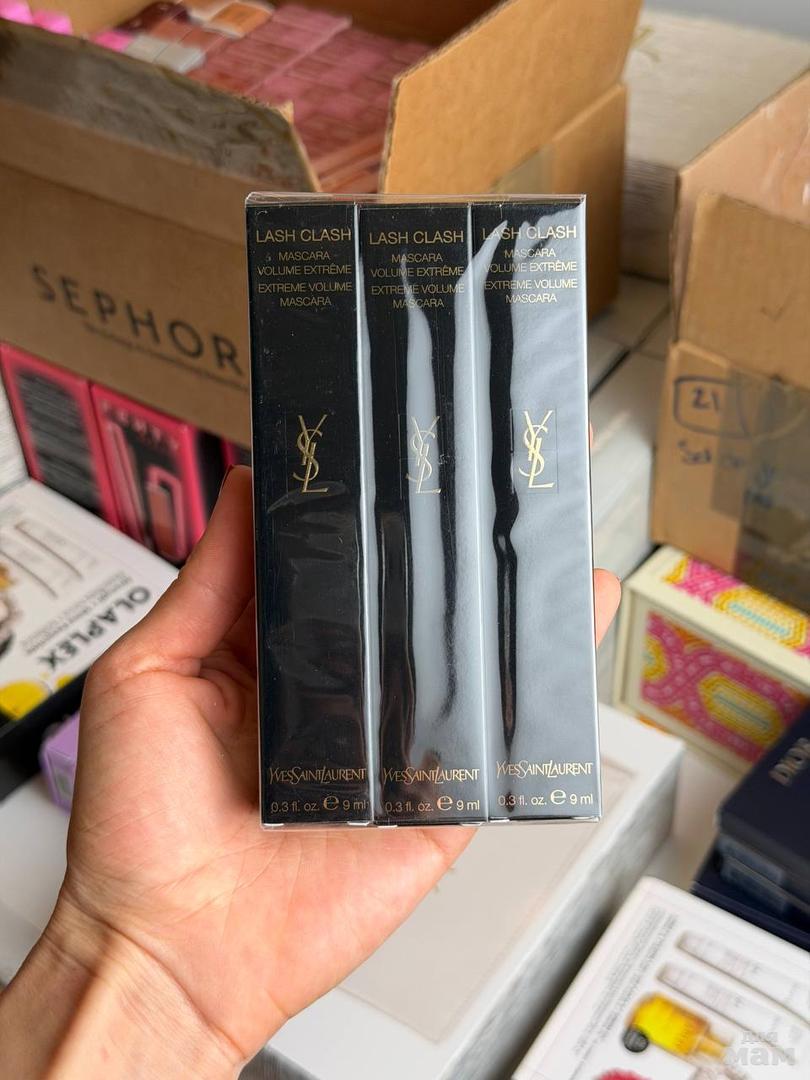 LASH CLASH
MASCARA
VOLUME EXTRÊME
EXTREME VOLUME
MASCARA
YSL
YVESSAINTLAURENT
0.3 fl. oz. e 9 ml
LASH CLASH
MASCARA
VOLUME EXTRÊME
EXTREME VOLUME
MASCARA
YSL
YVESSAINTLAURENT
0.3 fl. oz. e 9 ml
LASH CLASH
MASCARA
VOLUME EXTRÊME
EXTREME VOLUME
MASCARA
YSL
YVESSAINTLAURENT
0.3 fl. oz. e 9 ml
SEPHOR
FENTY
OLAPLEX
21
DIOR
для
мам